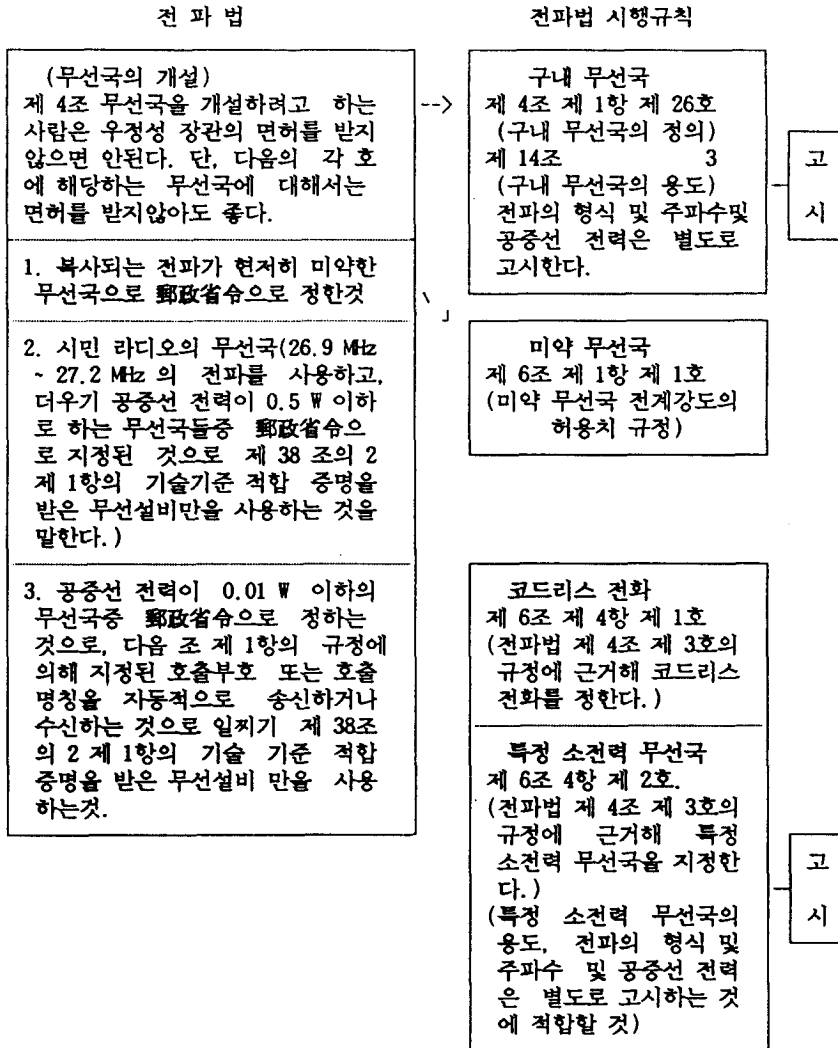 전 파 법
(무선국의 개설)
제 4조 무선국을 개설하려고 하는
사람은 우정성 장관의 면허를 받지
않으면 안된다. 단, 다음의 각 호
에 해당하는 무선국에 대해서는
면허를 받지않아도 좋다.
1. 복사되는 전파가 현저히 미약한
무선국으로 郵政省令으로 정한것
2. 시민 라디오의 무선국(26.9 MHz
~ 27.2 MHz 의 전파를 사용하고,
더우기 공중선 전력이 0.5 W 이하
로 하는 무선국들중 郵政省令으
로 지정된 것으로 제 38 조의 2
제 1항의 기술기준 적합 증명을
받은 무선설비만을 사용하는 것을
말한다.)
3. 공중선 전력이 0.01 W 이하의
무선국중 郵政省令으로 정하는
것으로, 다음 조 제 1항의 규정에
의해 지정된 호출부호 또는 호출
명칭을 자동적으로 송신하거나
수신하는 것으로 일찌기 제 38조
의 2 제 1항의 기술 기준 적합
증명을 받은 무선설비 만을 사용
하는것.
전파법 시행규칙
구내 무선국
제 4조 제 1항 제 26호
(구내 무선국의 정의)
제 14조 3
(구내 무선국의 용도)
전파의 형식 및 주파수및
공중선 전력은 별도로
고시한다.
고
시
미약 무선국
제 6조 제 1항 제 1호
(미약 무선국 전계강도의
허용치 규정)
코드리스 전화
제 6조 제 4항 제 1호
(전파법 제 4조 제 3호의
규정에 근거해 코드리스
전화를 정한다.)
특정 소전력 무선국
제 6조 4항 제 2호.
(전파법 제 4조 제 3호의
규정에 근거해 특정
소전력 무선국을 지정한
다.)
(특정 소전력 무선국의
용도, 전파의 형식 및
주파수 및 공중선 전력
은 별도로 고시하는 것
에 적합할 것)
고
시